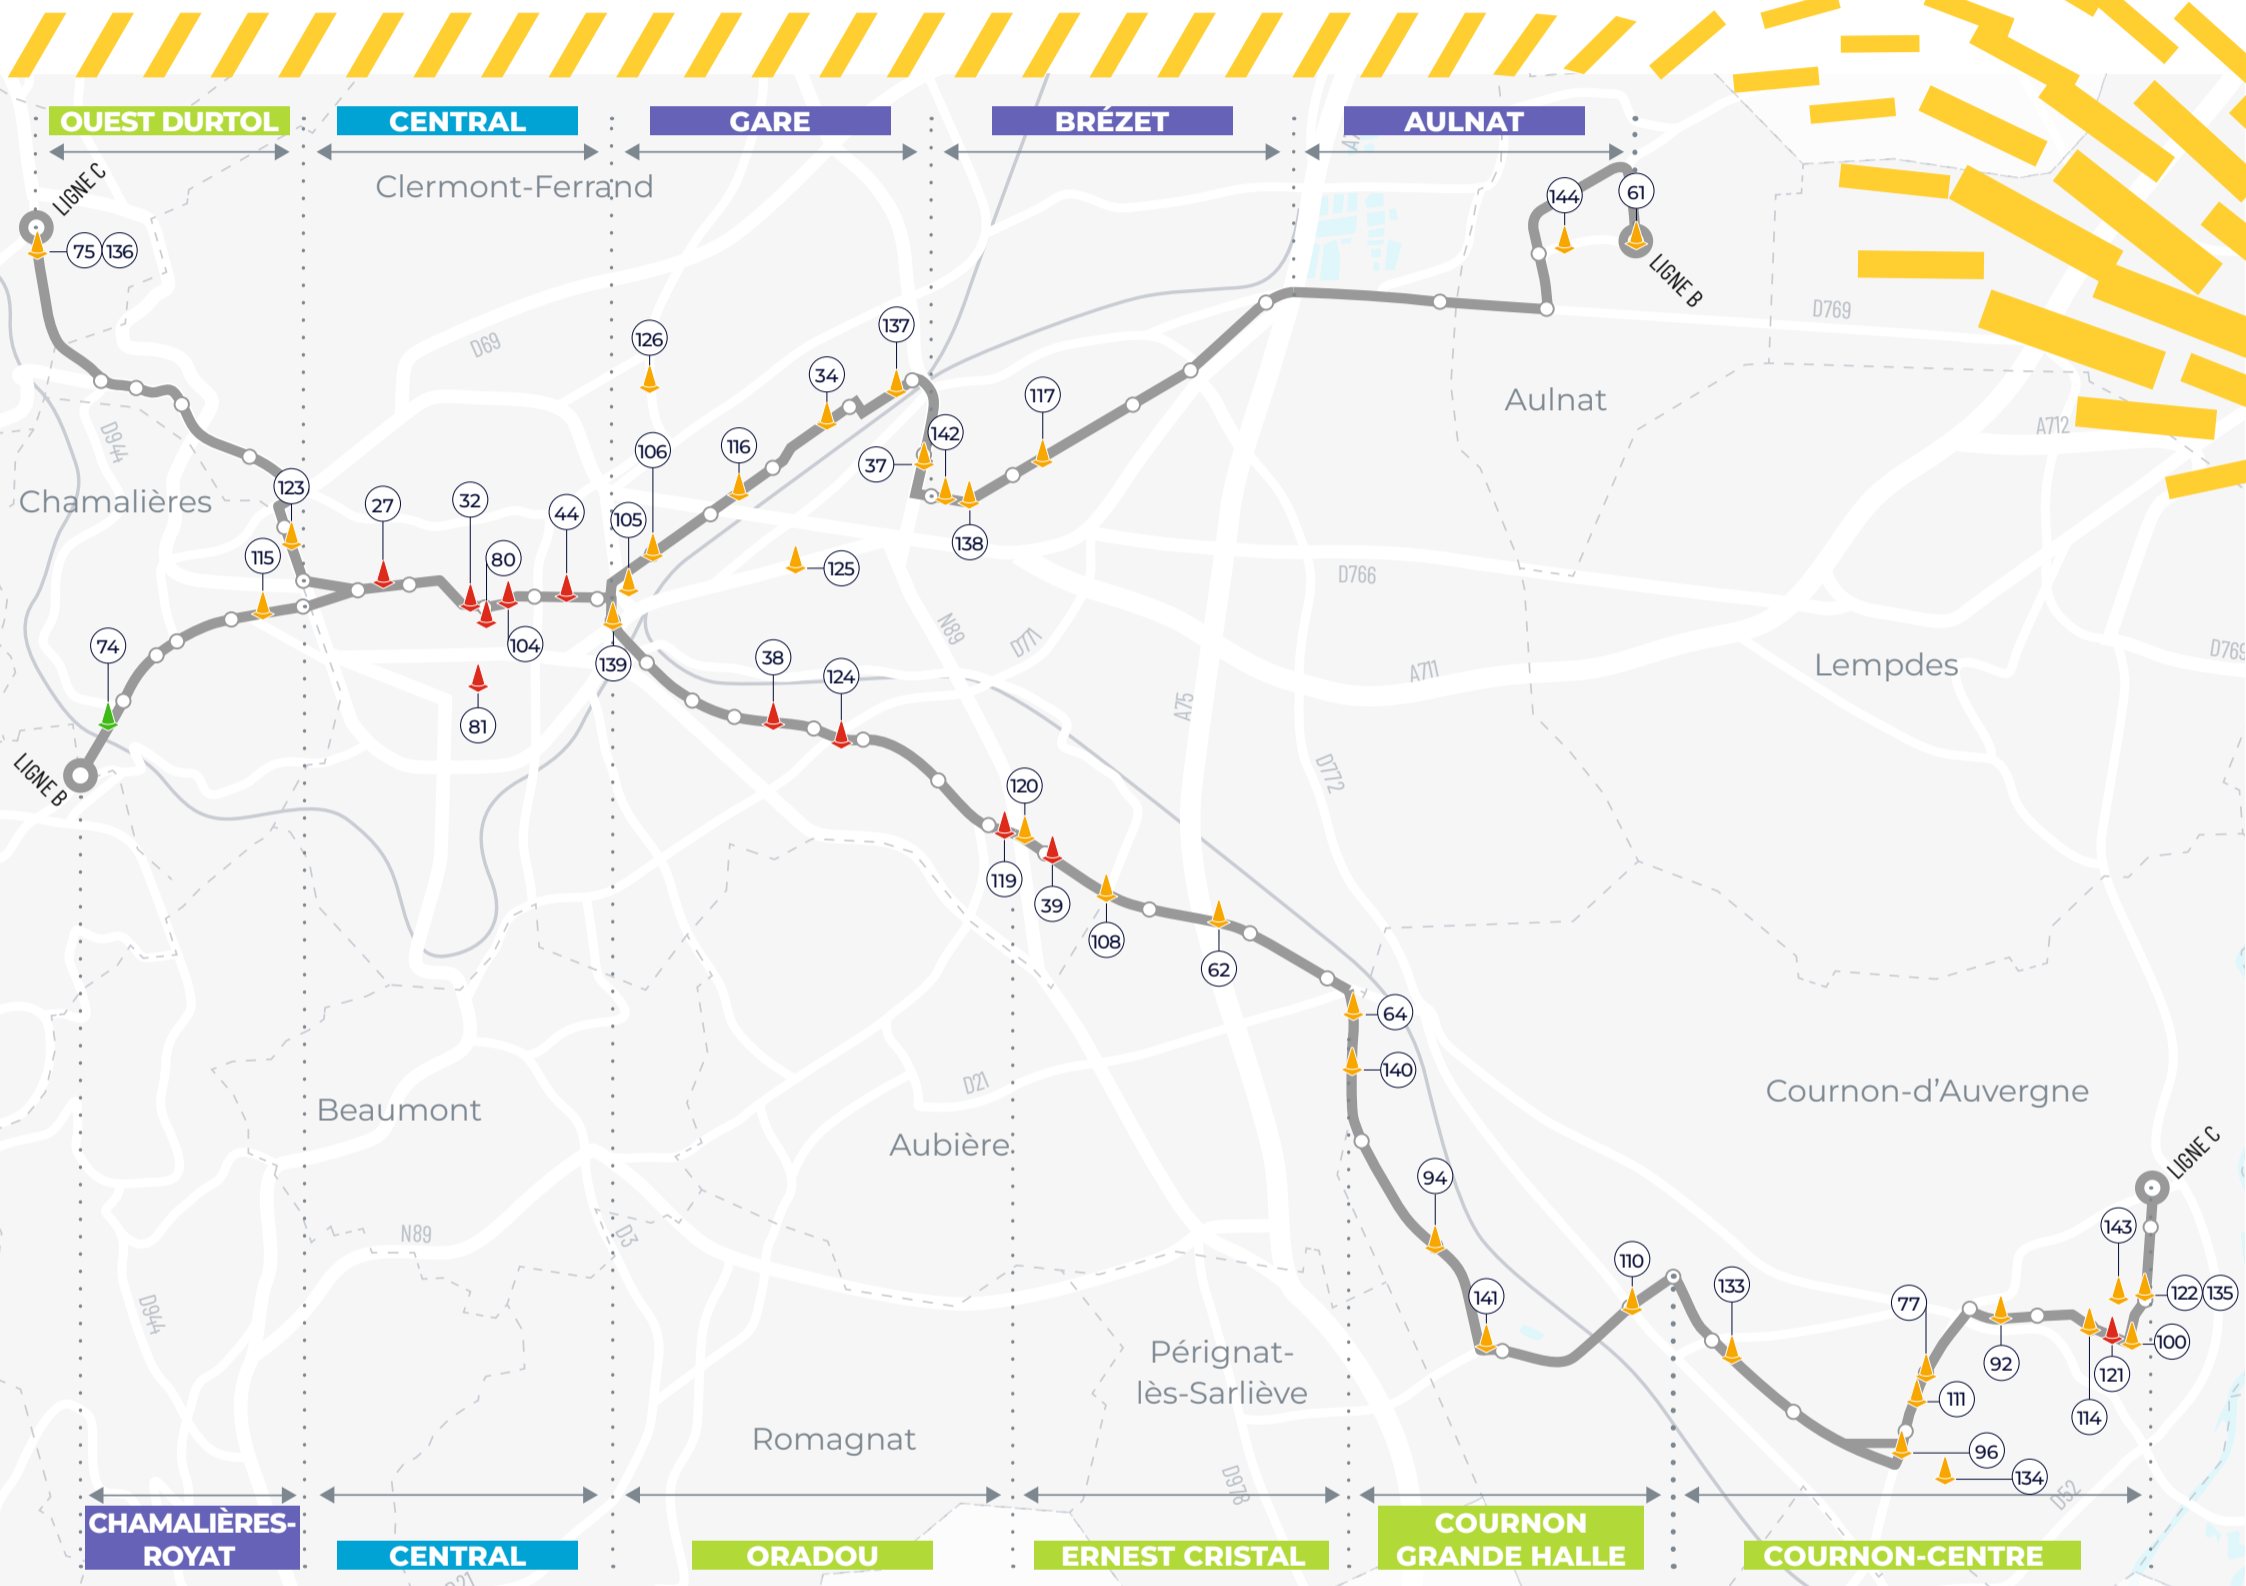 OUEST DURTOL
CENTRAL
GARE
BRÉZET
AULNAT
LIGNE C
Clermont-Ferrand
144
61
75
136
LIGNE B
D769
137
126
D69
34
117
Aulnat
A712
D944
142
116
106
37
Chamalières
123
27
32
44
105
138
115
80
125
D766
104
N89
D711
74
139
38
124
A711
Lempdes
D769
81
A75
LIGNE B
120
D772
119
39
108
62
64
140
D21
Beaumont
Cournon-d'Auvergne
Aubière
LIGNE C
94
N89
D3
143
110
133
122
135
141
77
D944
100
Pérignat-
lès-Sarliève
92
121
111
114
Romagnat
96
134
D978
D52
CHAMALIÈRES-
ROYAT
CENTRAL
ORADOU
ERNEST CRISTAL
COURNON
GRANDE HALLE
COURNON-CENTRE